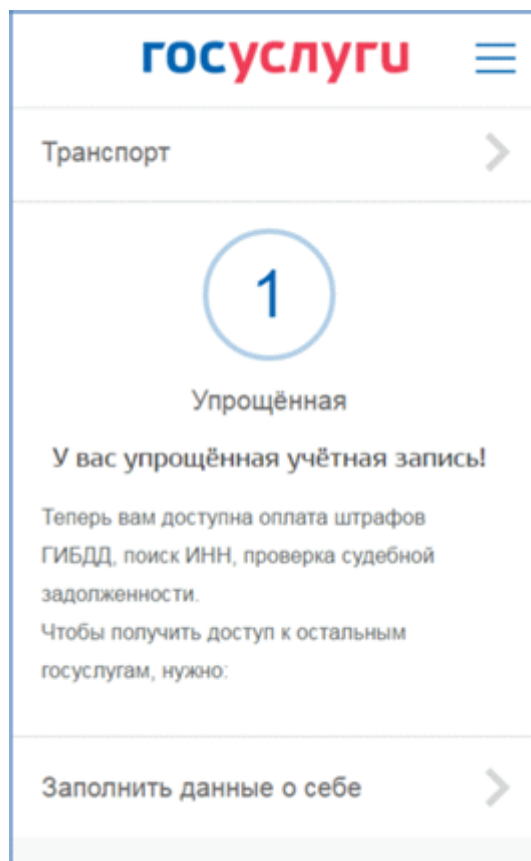 госуслуги
Транспорт
1
Упрощённая
У вас упрощённая учётная запись!
Теперь вам доступна оплата штрафов
ГИБДД, поиск ИНН, проверка судебной
задолженности.
Чтобы получить доступ к остальным
госуслугам, нужно:
Заполнить данные о себе